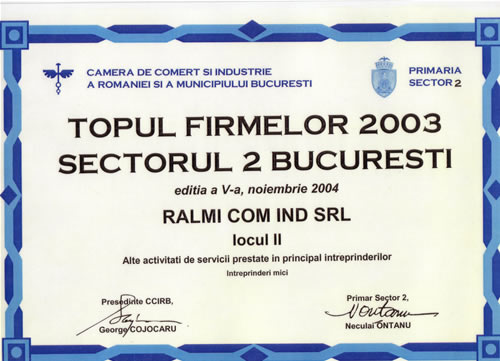 CAMERA DE COMERT SI INDUSTRIE
A ROMANIEI SI A MUNICIPIULUI BUCURESTI
PRIMARIA
SECTOR 2
TOPUL FIRMELOR 2003
SECTORUL 2 BUCURESTI
editia a V-a, noiembrie 2004
RALMI COM IND SRL
locul II
Alte activitati de servicii prestate in principal intreprinderilor
Intreprinderi mici
Presedinte CCIRB,
George COJOCARU
Primar Sector 2,
Neculai ONTANU